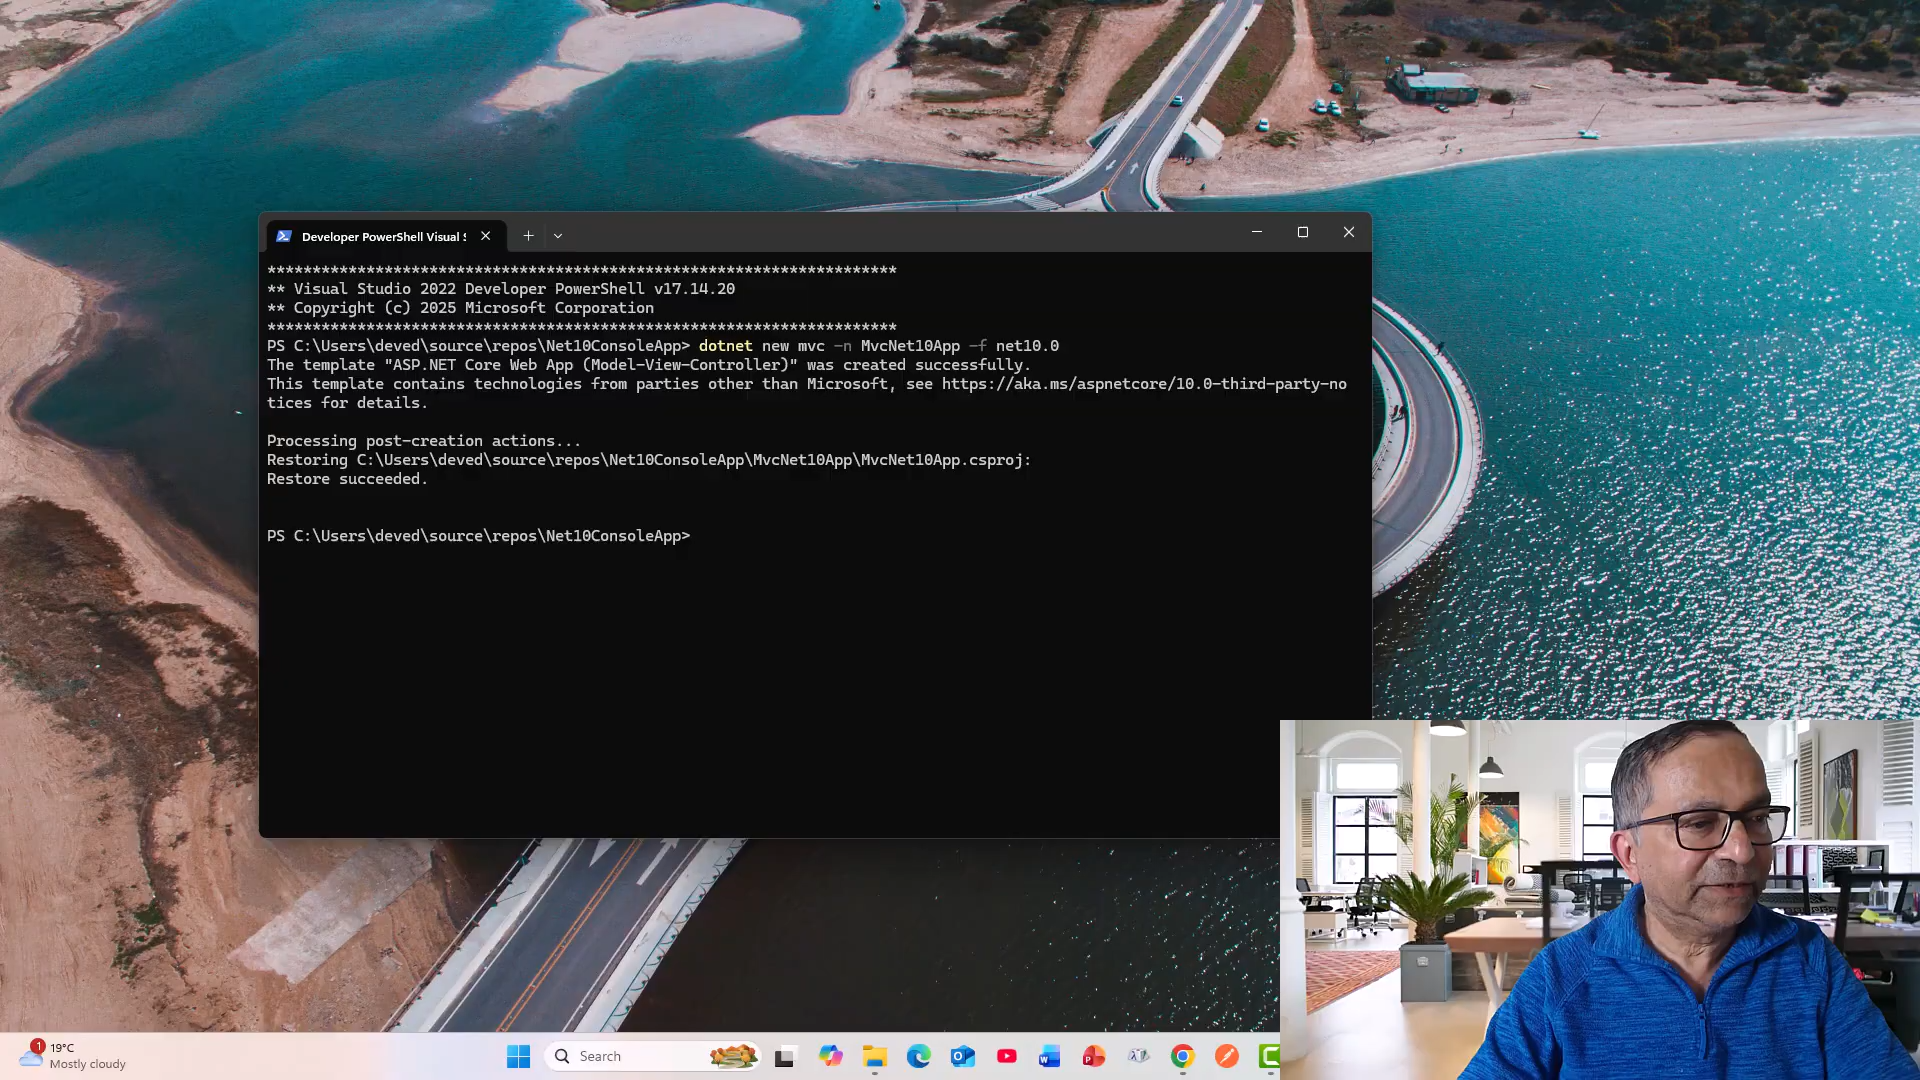 Developer PowerShell Visual S
**********************************************************************
** Visual Studio 2022 Developer PowerShell v17.14.20
** Copyright (c) 2025 Microsoft Corporation
**********************************************************************
PS C:\Users\deved\source\repos\Net10ConsoleApp> dotnet new mvc -n MvcNet10App -f net10.0
The template "ASP.NET Core Web App (Model-View-Controller)" was created successfully.
This template contains technologies from parties other than Microsoft, see https://aka.ms/aspnetcore/10.0-third-party-no
tices for details.
Processing post-creation actions...
Restoring C:\Users\deved\source\repos\Net10ConsoleApp\MvcNet10App\MvcNet10App.csproj:
Restore succeeded.
PS C:\Users\deved\source\repos\Net10ConsoleApp>
1
19°C
Mostly cloudy
Search